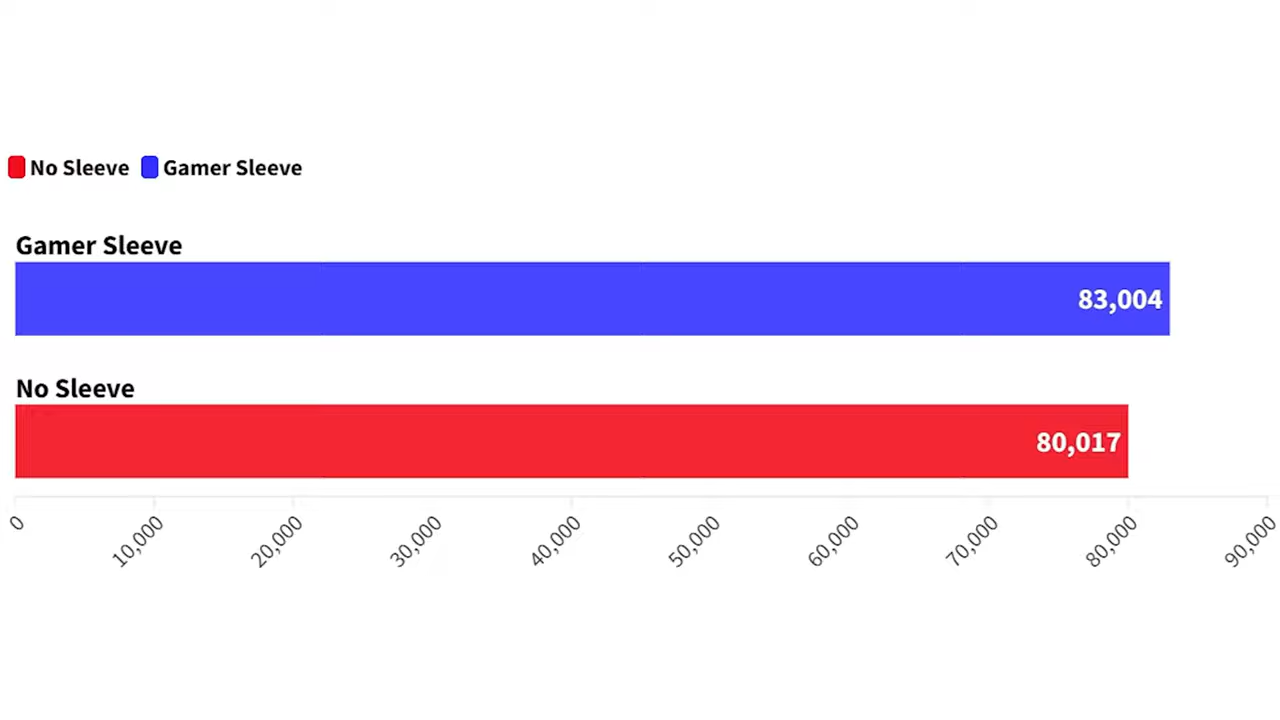 No Sleeve Gamer Sleeve
Gamer Sleeve
83,004
No Sleeve
80,017
0 10,000 20,000 30,000 40,000 50,000 60,000 70,000 80,000 90,000